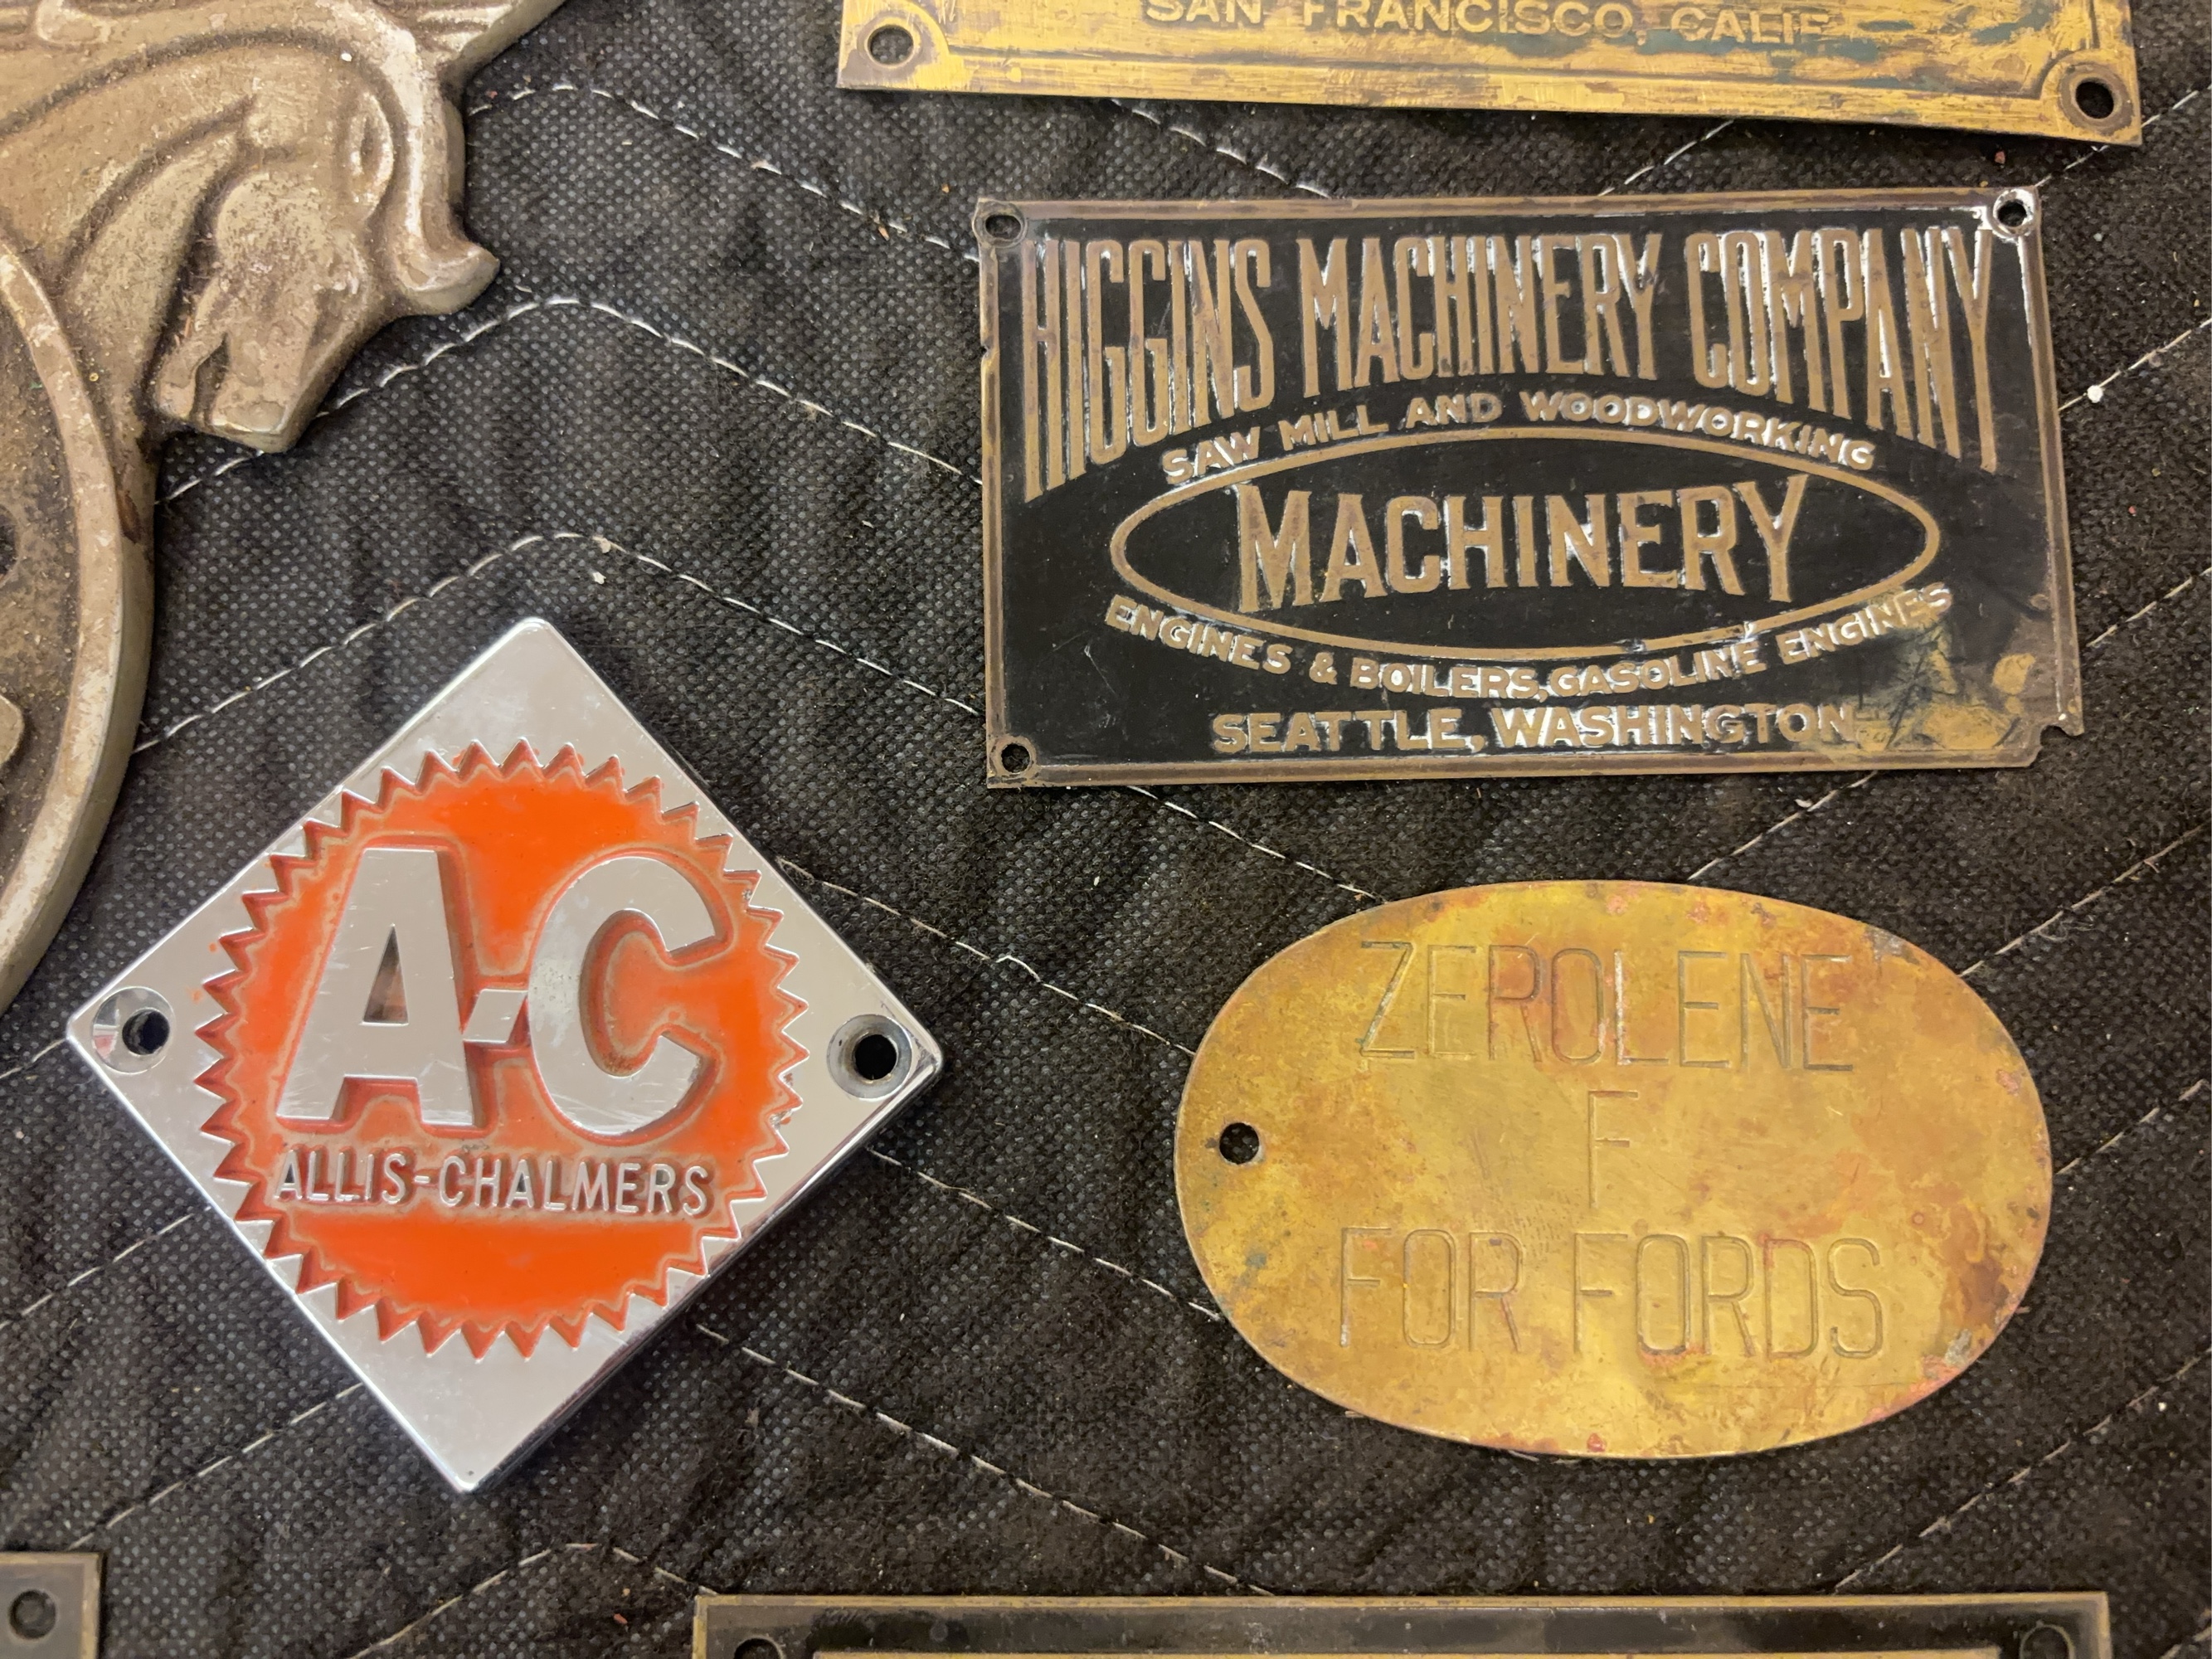 SAN FRANCISCO, CALIF
HIGGINS MACHINERY COMPANY
SAW MILL AND WOODWORKING
MACHINERY
ENGINES & BOILERS, GASOLINE ENGINES
SEATTLE, WASHINGTON
A-C
ALLIS-CHALMERS
ZEROLENE
F
FOR FORDS